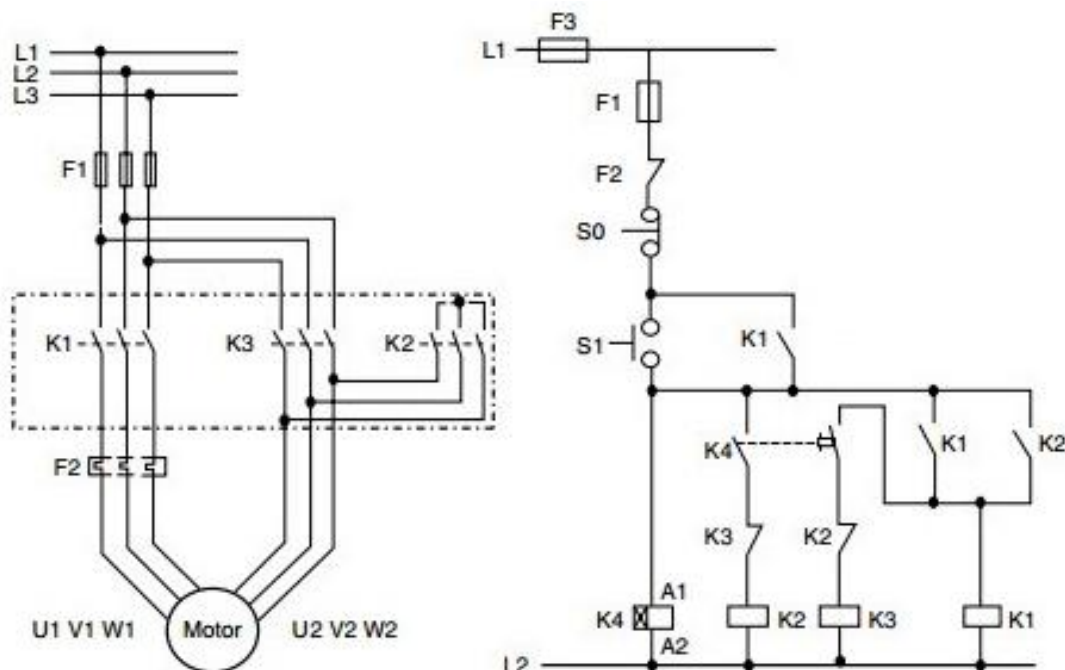 L1
L2
L3
F1
K1
K3
K2
F2
U1 V1 W1
Motor
U2 V2 W2
F3
L1
F1
F2
S0
S1
K1
K4
K1
K2
K3
K2
K4
A1
A2
K2
K3
K1
L2